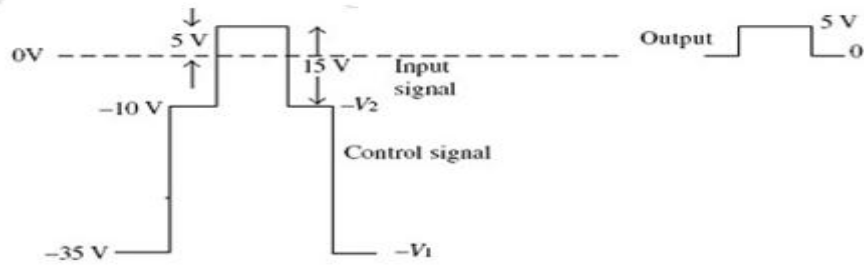 5 V
5 V
Output
0V
15 V
Input
signal
0
–10 V
–V2
Control signal
–35 V
–V1